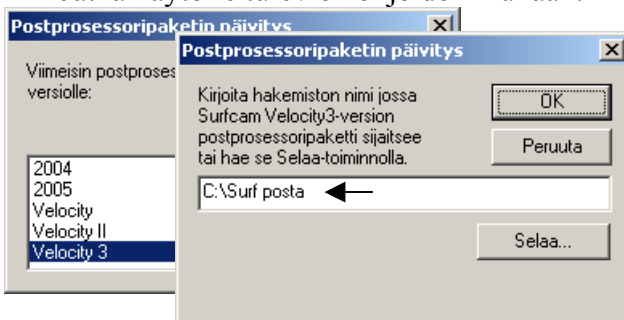 Postprosessoripaketin päivitys
Viimeisin postproses
versiolle:
2004
2005
Velocity
Velocity II
Velocity 3
Postprosessoripaketin päivitys
Kirjoita hakemiston nimi jossa
Surfcam Velocity3-version
postprosessoripaketti sijaitsee
tai hae se Selaa-toiminnolla.
OK
Peruuta
C:\Surf posta
Selaa...